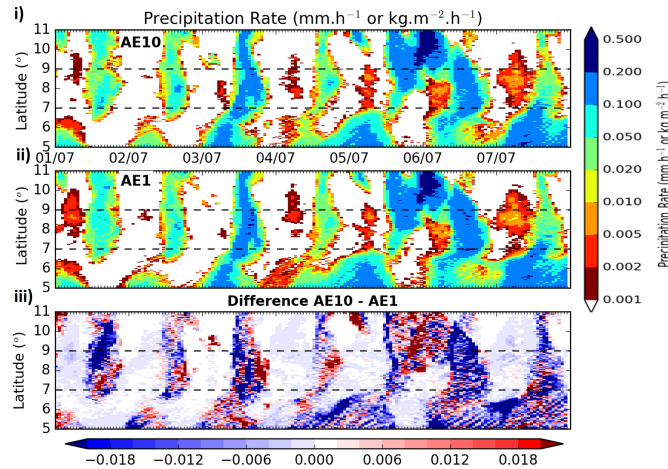 i)
Precipitation Rate (mm.h⁻¹ or kg.m⁻².h⁻¹)
11
10
9
8
7
6
5
Latitude (°)
AE10
01/07 02/07 03/07 04/07 05/07 06/07 07/07
ii)
11
10
9
8
7
6
5
Latitude (°)
AE1
0.500
0.200
0.100
0.050
0.020
0.010
0.005
0.002
0.001
Precipitation Rate (mm h⁻¹ or kg m⁻² h⁻¹)
iii)
Difference AE10 - AE1
11
10
9
8
7
6
5
Latitude (°)
−0.018 −0.012 −0.006 0.000 0.006 0.012 0.018